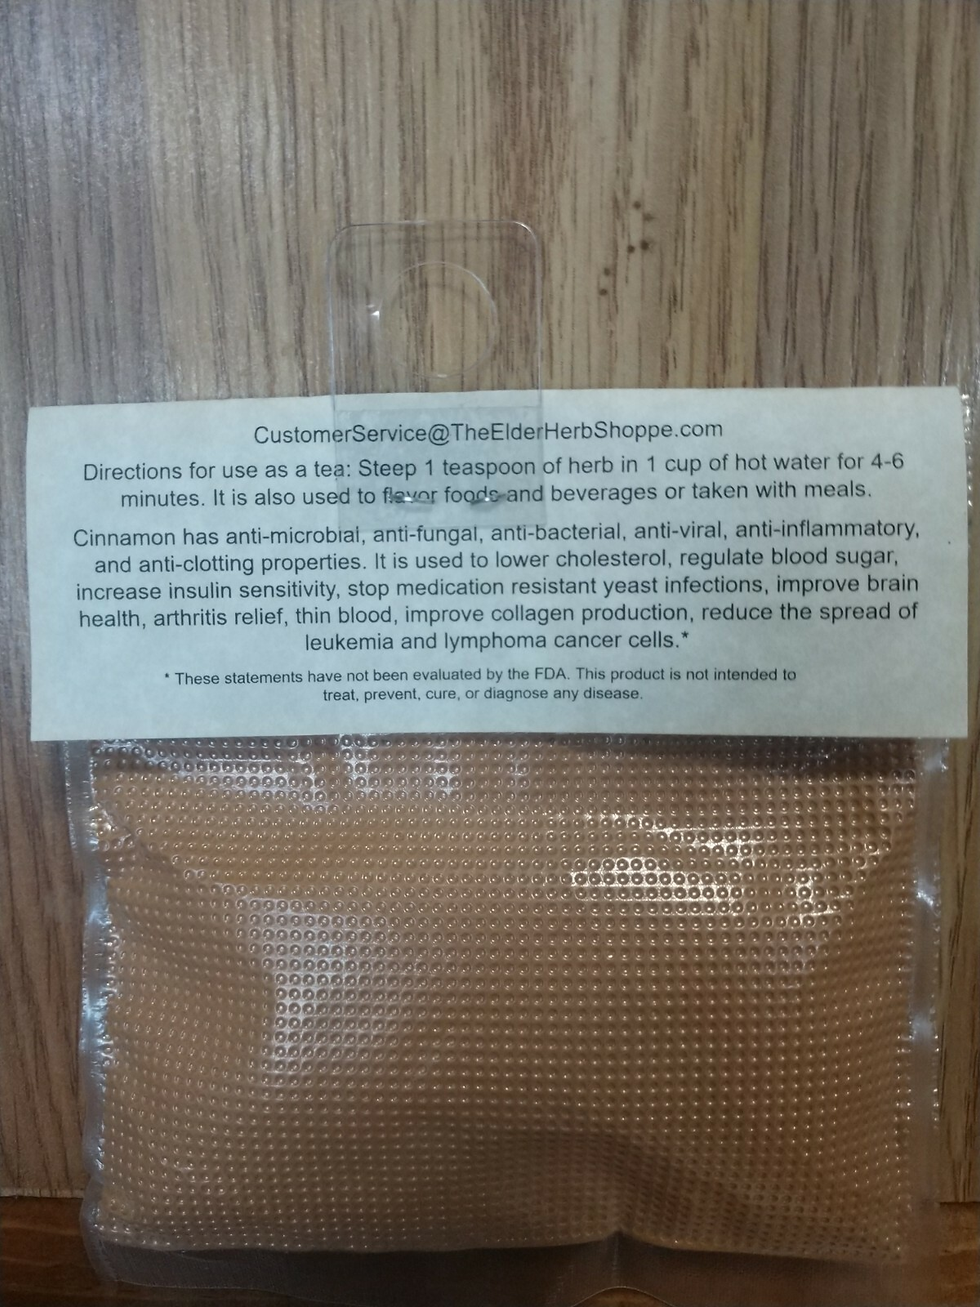 CustomerService@TheElderHerbShoppe.com
Directions for use as a tea: Steep 1 teaspoon of herb in 1 cup of hot water for 4-6
minutes. It is also used to flavor foods and beverages or taken with meals.
Cinnamon has anti-microbial, anti-fungal, anti-bacterial, anti-viral, anti-inflammatory,
and anti-clotting properties. It is used to lower cholesterol, regulate blood sugar,
increase insulin sensitivity, stop medication resistant yeast infections, improve brain
health, arthritis relief, thin blood, improve collagen production, reduce the spread of
leukemia and lymphoma cancer cells.*
* These statements have not been evaluated by the FDA. This product is not intended to
treat, prevent, cure, or diagnose any disease.